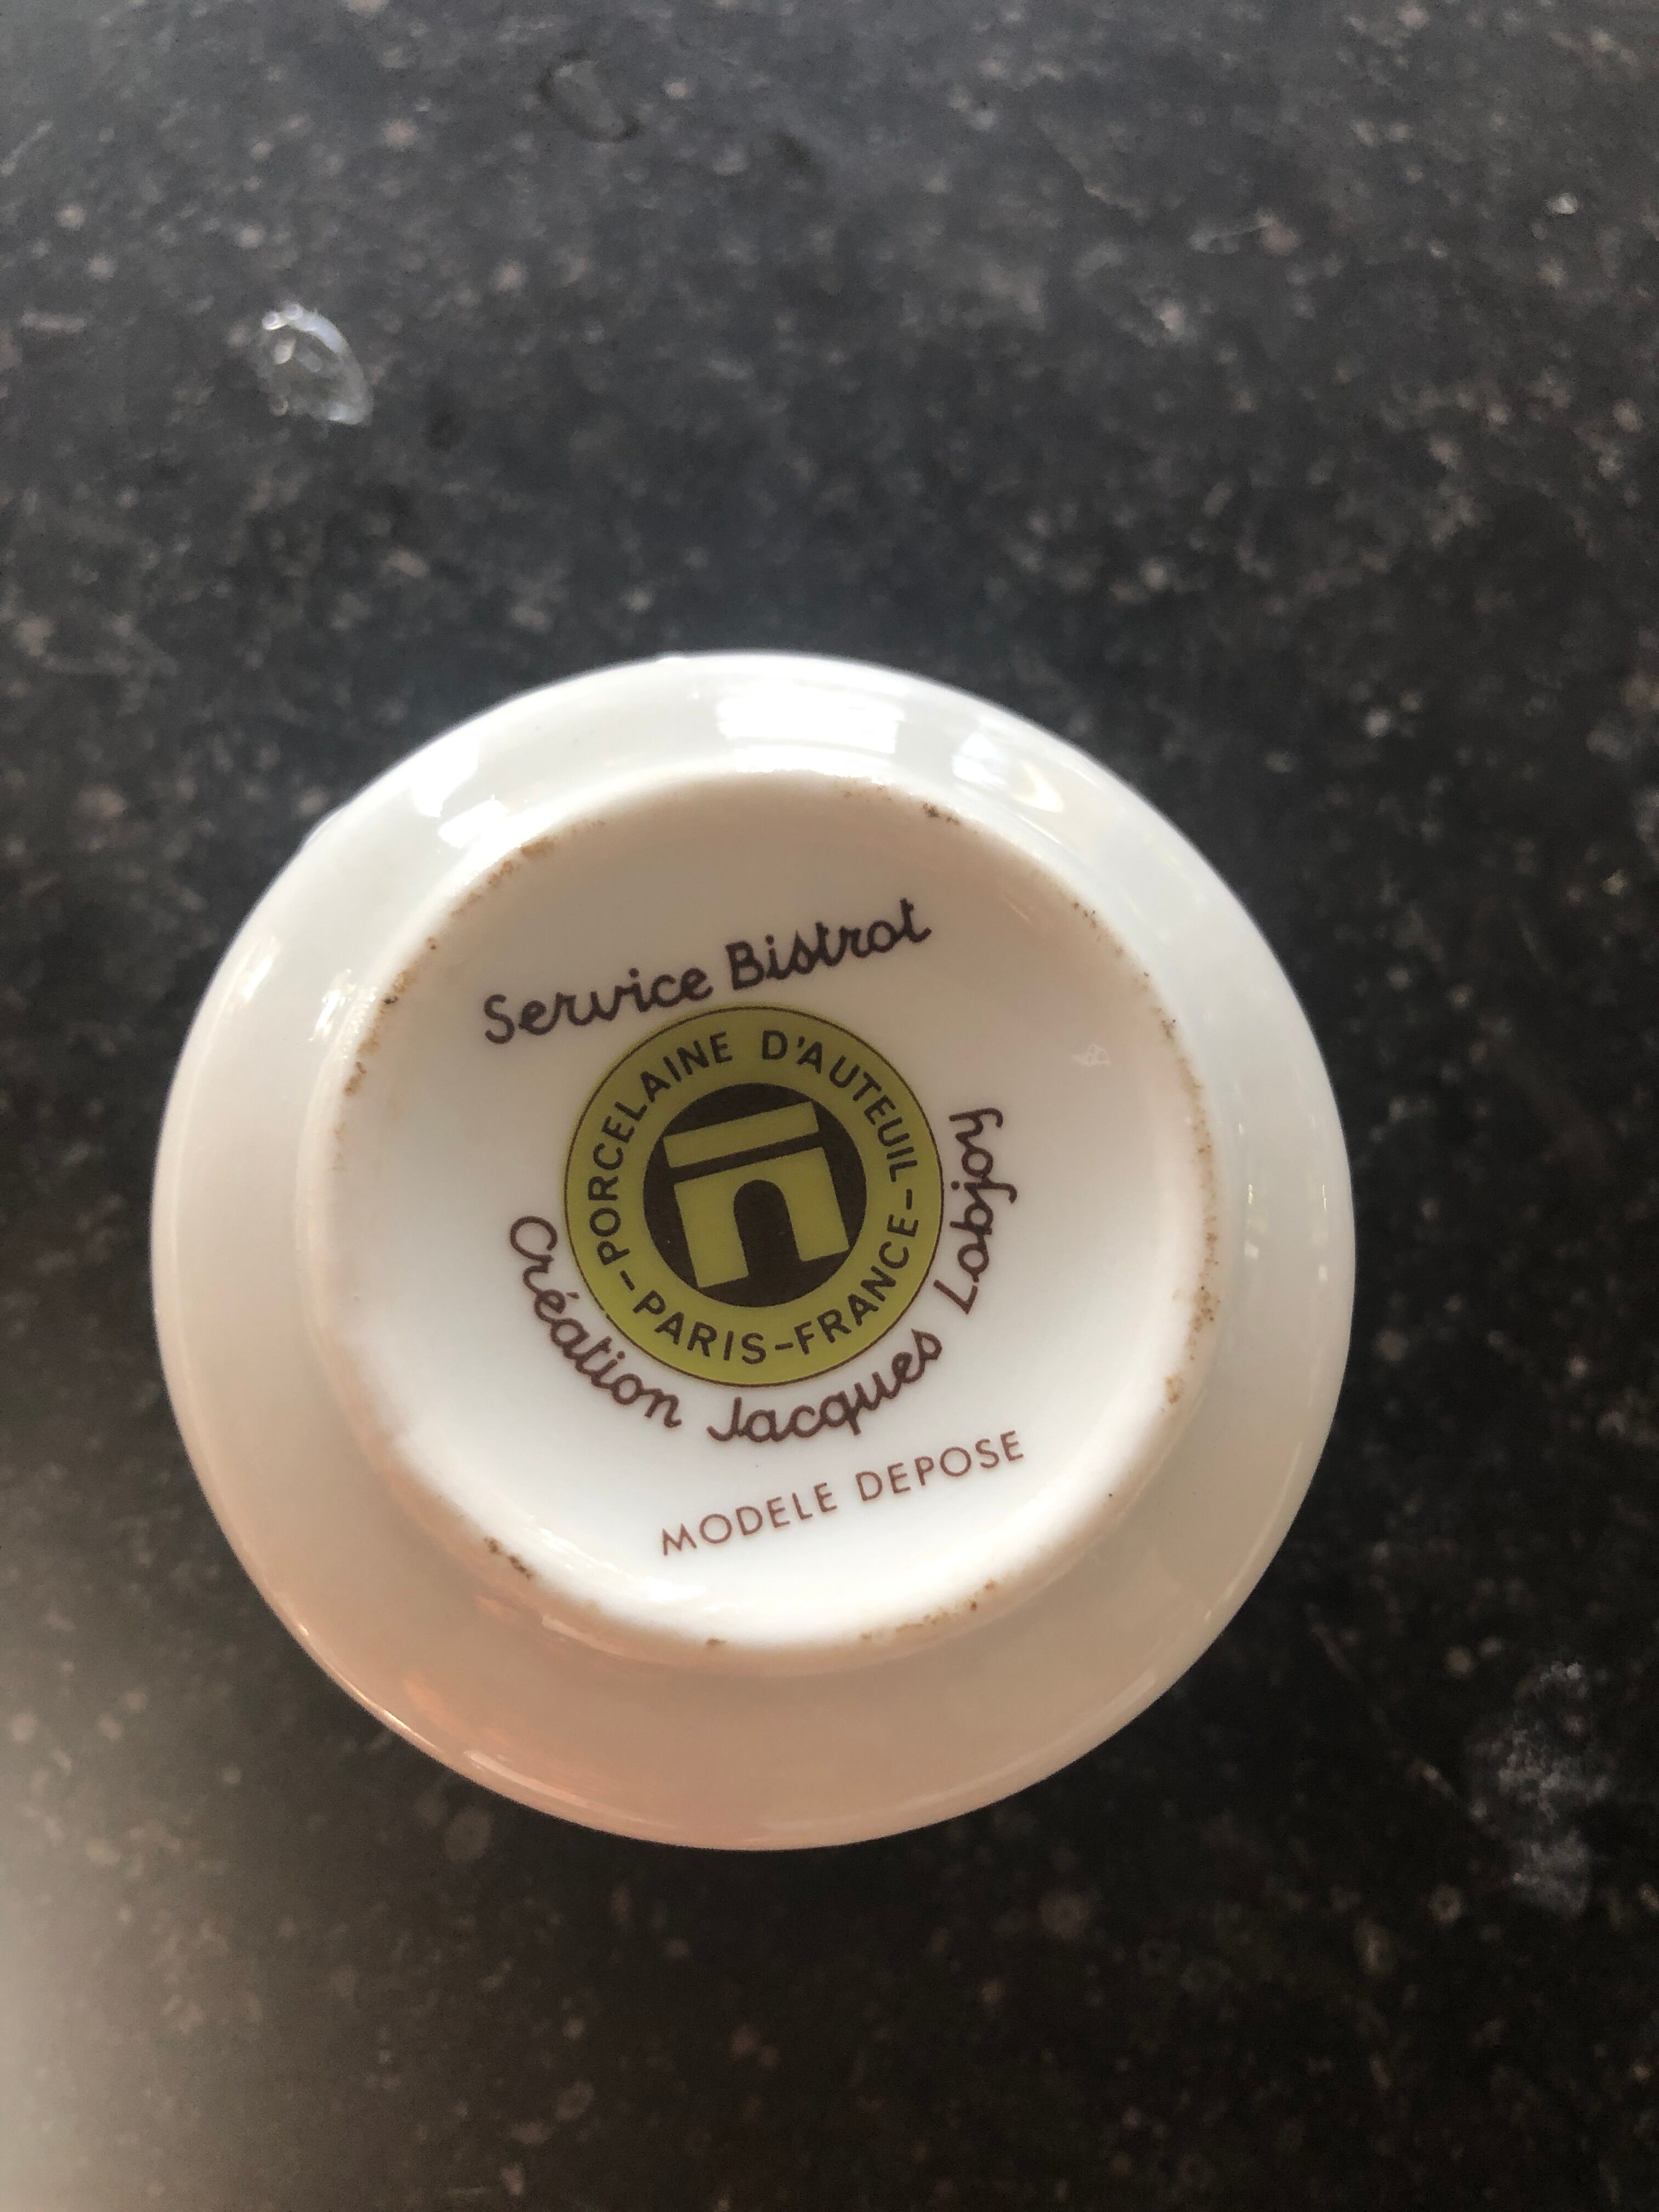 Service Bistrot
PORCELAINE D'AUTEUIL - PARIS - FRANCE -
Création Jacques Lobjoy
MODELE DEPOSE